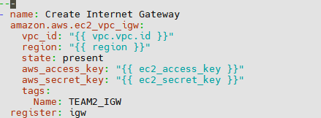 ---
- name: Create Internet Gateway
  amazon.aws.ec2_vpc_igw:
    vpc_id: "{{ vpc.vpc.id }}"
    region: "{{ region }}"
    state: present
    aws_access_key: "{{ ec2_access_key }}"
    aws_secret_key: "{{ ec2_secret_key }}"
    tags:
      Name: TEAM2_IGW
  register: igw